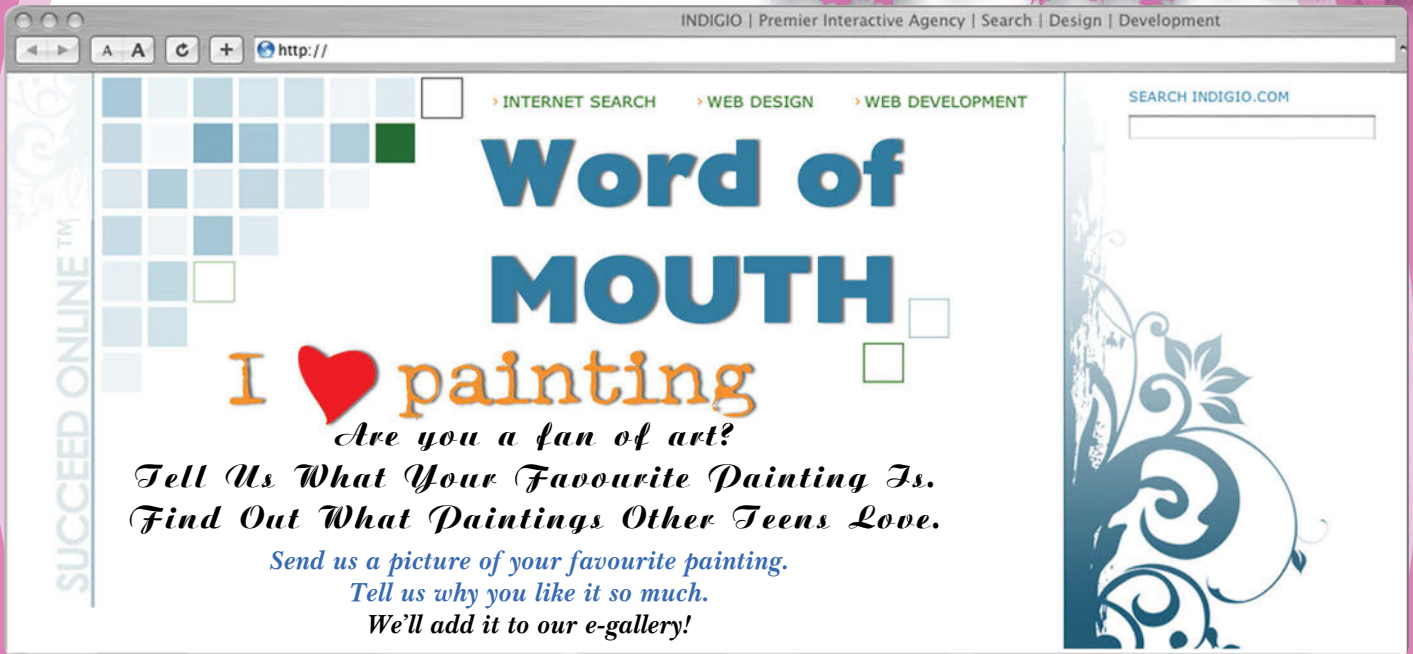 INDIGIO | Premier Interactive Agency | Search | Design | Development
A A + http://
› INTERNET SEARCH › WEB DESIGN › WEB DEVELOPMENT
SEARCH INDIGIO.COM
SUCCEED ONLINE™
Word of
MOUTH
I ♥ painting
Are you a fan of art?
Tell Us What Your Favourite Painting Is.
Find Out What Paintings Other Teens Love.
Send us a picture of your favourite painting.
Tell us why you like it so much.
We'll add it to our e-gallery!